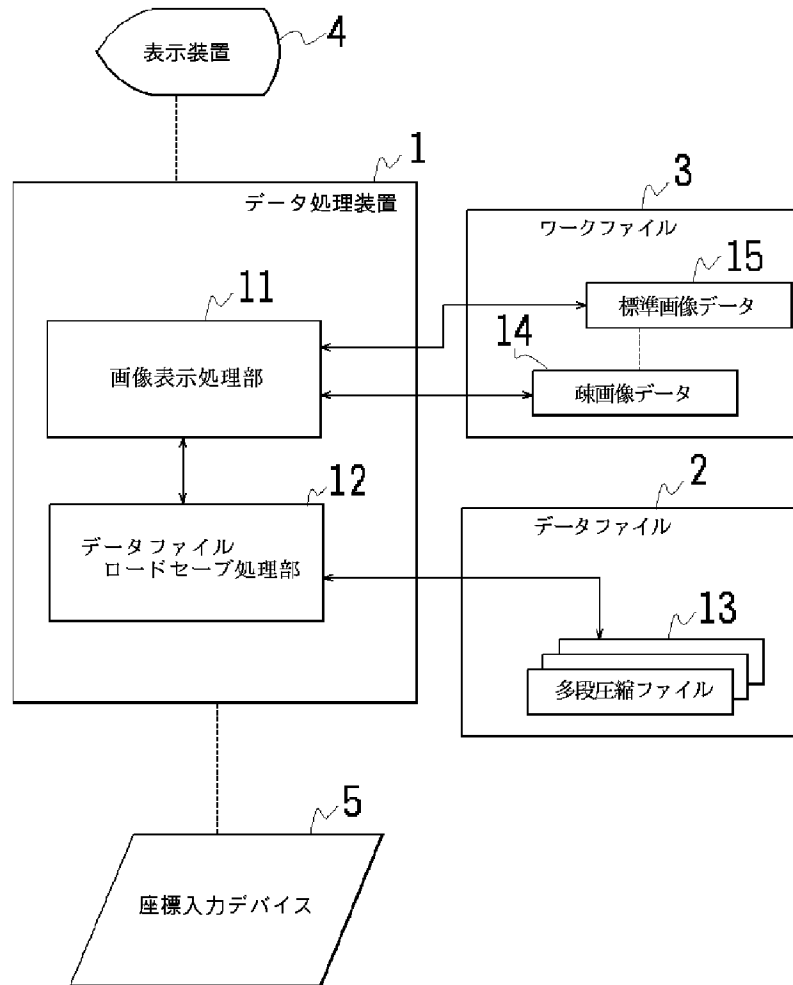 4
表示装置
1
データ処理装置
3
ワークファイル
11
15
標準画像データ
14
画像表示処理部
疎画像データ
12
2
データファイル
データファイル
ロードセーブ処理部
13
多段圧縮ファイル
5
座標入力デバイス